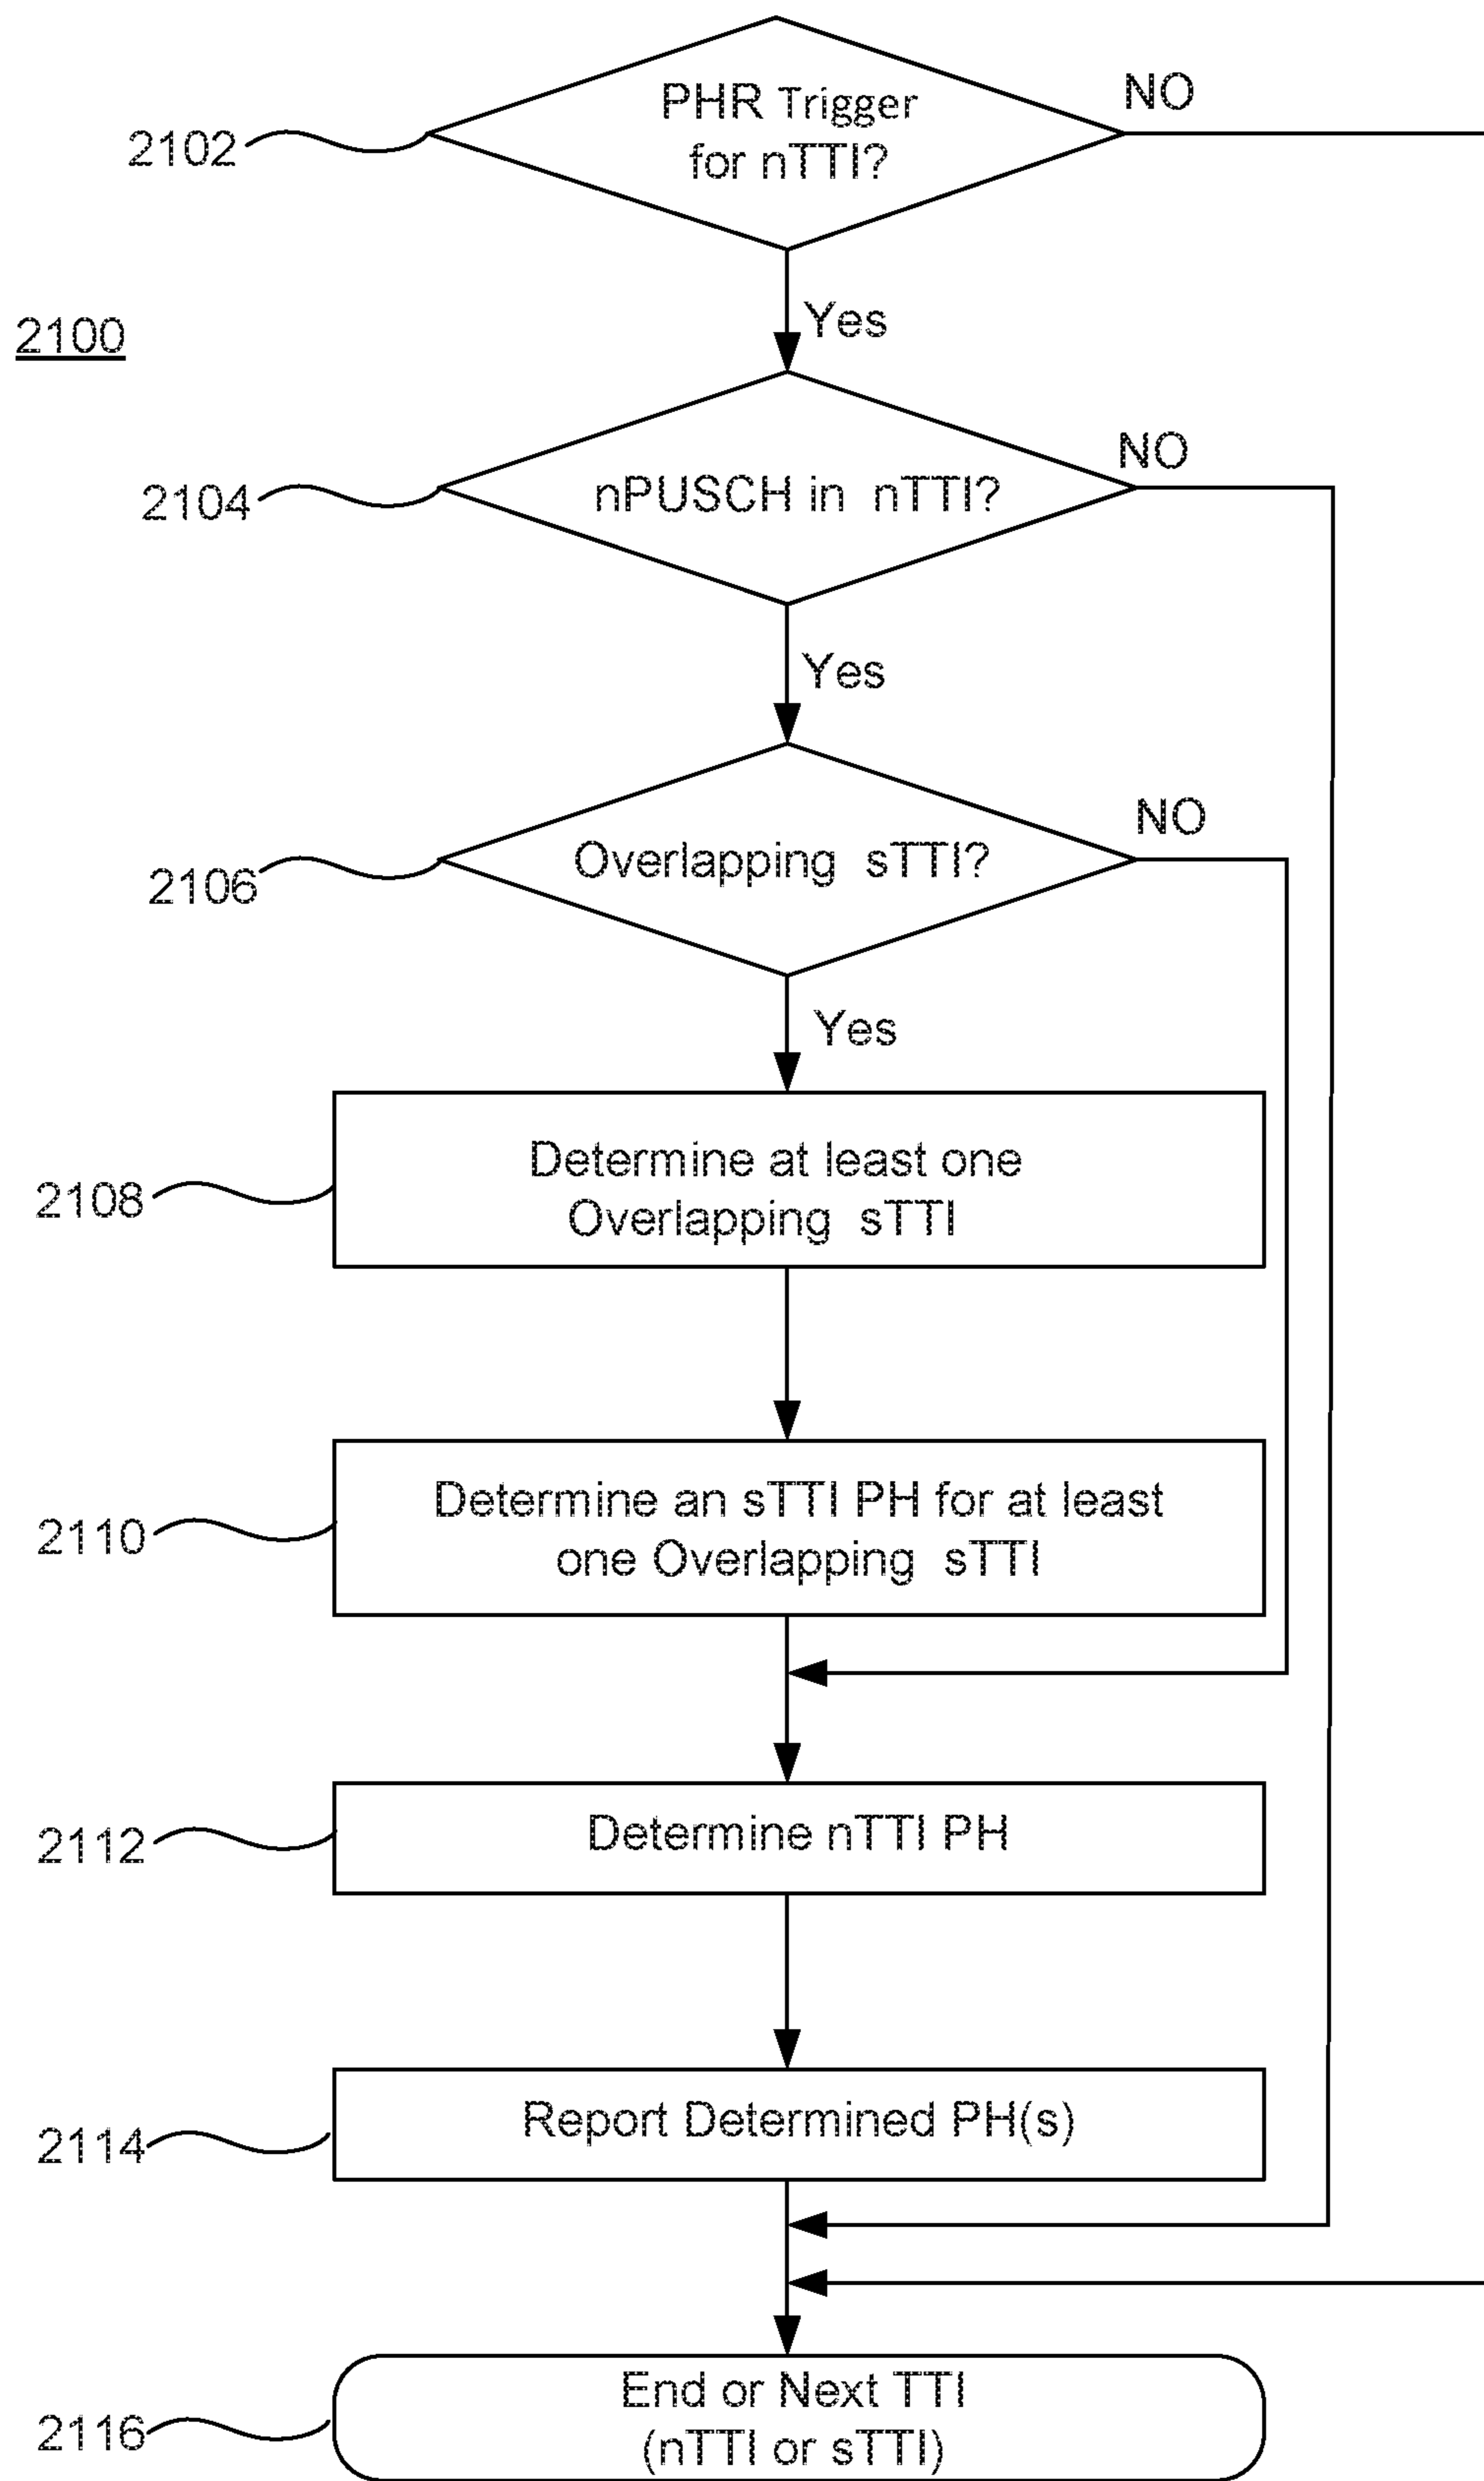 PHR Trigger
for nTTI?
NO
2102
Yes
2100
nPUSCH in nTTI?
NO
2104
Yes
Overlapping sTTI?
NO
2106
Yes
Determine at least one
Overlapping sTTI
2108
Determine an sTTI PH for at least
one Overlapping sTTI
2110
Determine nTTI PH
2112
Report Determined PH(s)
2114
End or Next TTI
(nTTI or sTTI)
2116